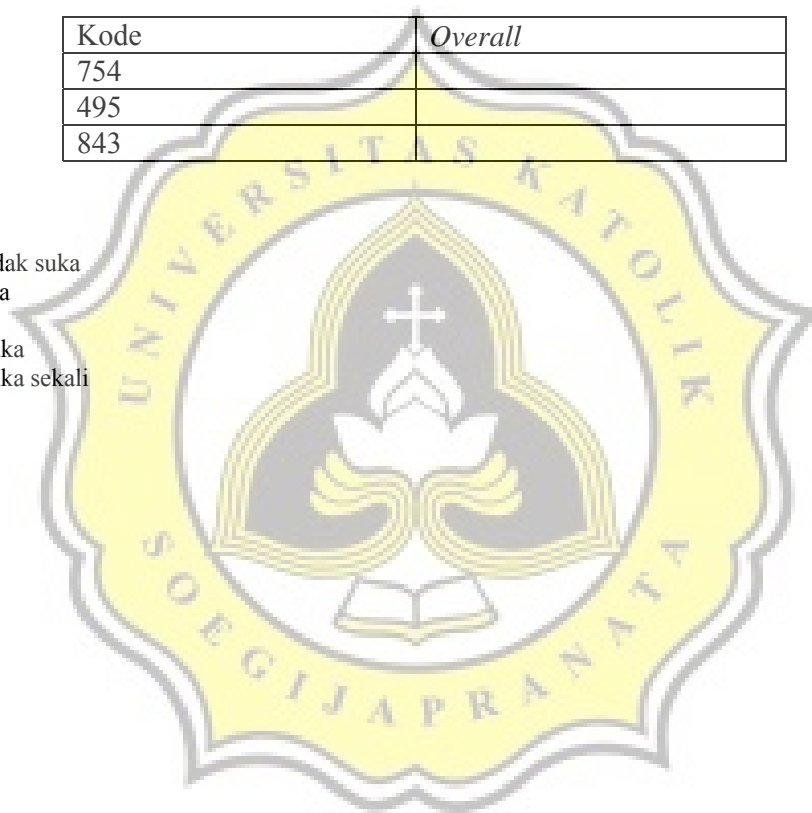 Kode Overall
754
495
843
dak suka
a
ka
ka sekali
UNIVERSITAS KATOLIK
SOEGIJAPRANATA